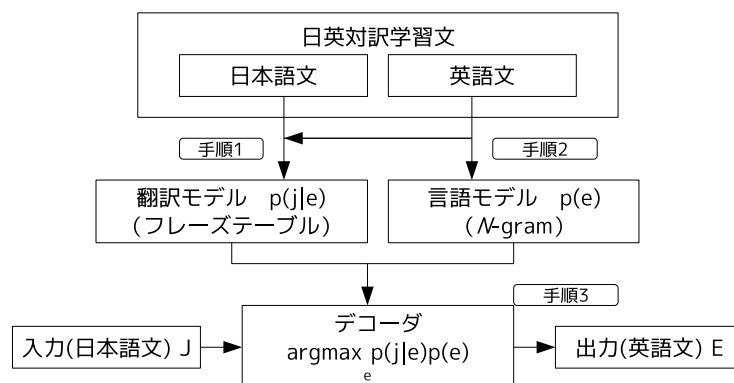 日英対訳学習文
日本語文
英語文
手順1
手順2
翻訳モデル　p(j|e)
(フレーズテーブル)
言語モデル　p(e)
(N-gram)
手順3
入力(日本語文) J
デコーダ
argmax p(j|e)p(e)
e
出力(英語文) E